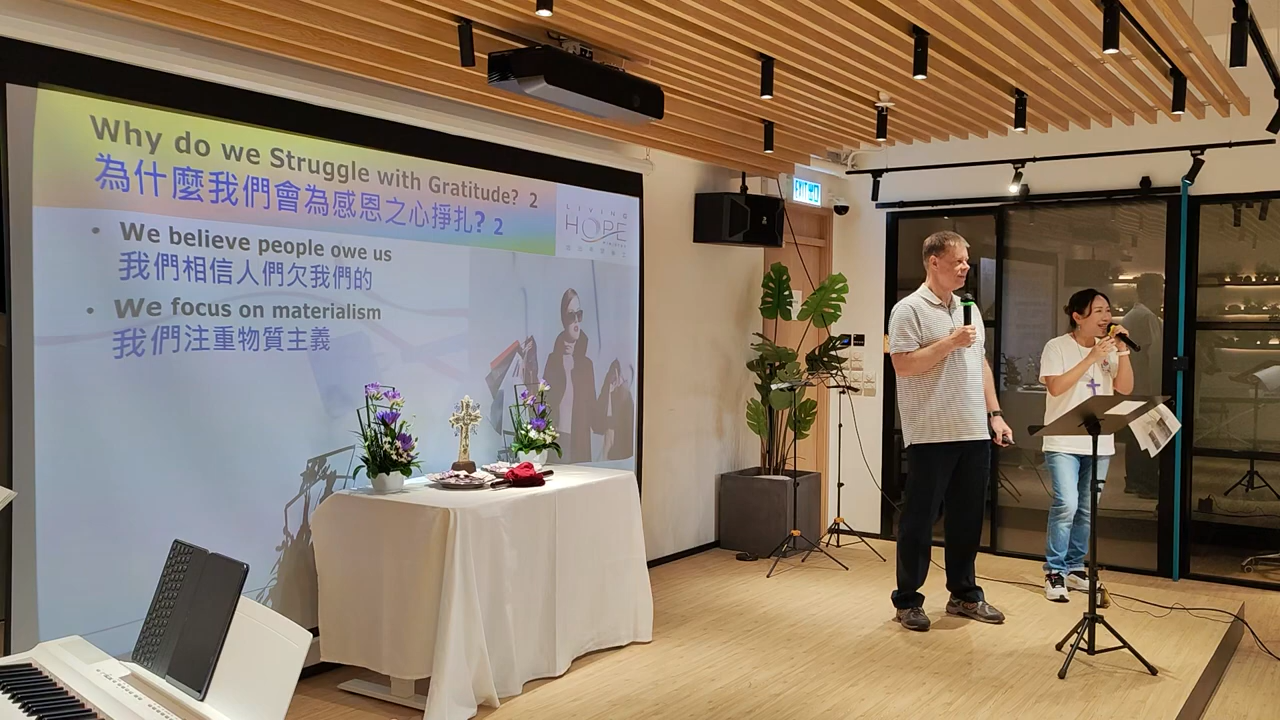 Why do we Struggle with Gratitude? 2
為什麼我們會為感恩之心掙扎? 2
LIVING
HOPE
• We believe people owe us
我們相信人們欠我們的
• We focus on materialism
我們注重物質主義
EXIT